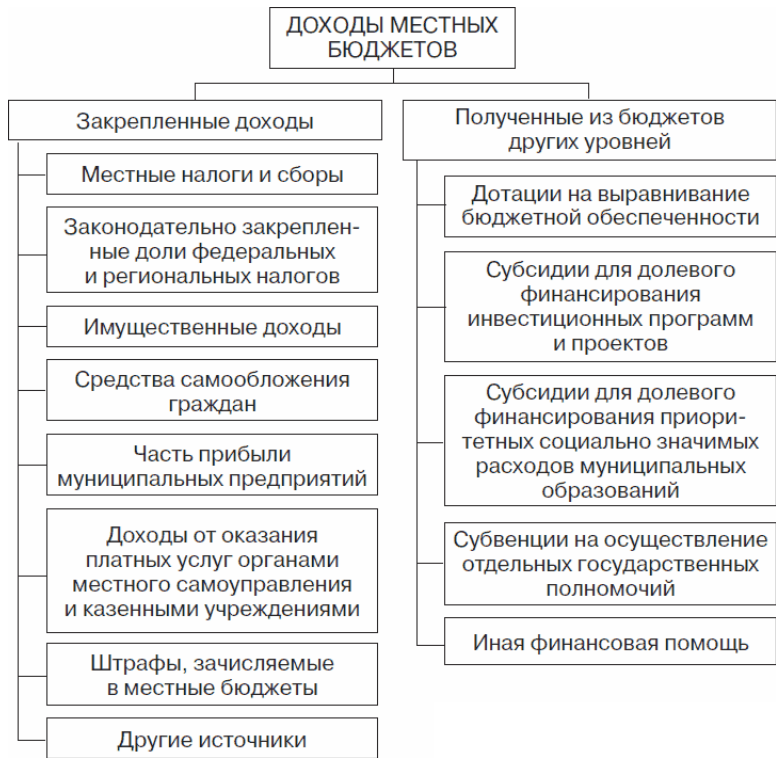 ДОХОДЫ МЕСТНЫХ
БЮДЖЕТОВ
Закрепленные доходы
Местные налоги и сборы
Законодательно закреплен-
ные доли федеральных
и региональных налогов
Имущественные доходы
Средства самообложения
граждан
Часть прибыли
муниципальных предприятий
Доходы от оказания
платных услуг органами
местного самоуправления
и казенными учреждениями
Штрафы, зачисляемые
в местные бюджеты
Другие источники
Полученные из бюджетов
других уровней
Дотации на выравнивание
бюджетной обеспеченности
Субсидии для долевого
финансирования
инвестиционных программ
и проектов
Субсидии для долевого
финансирования приори-
тетных социально значимых
расходов муниципальных
образований
Субвенции на осуществление
отдельных государственных
полномочий
Иная финансовая помощь